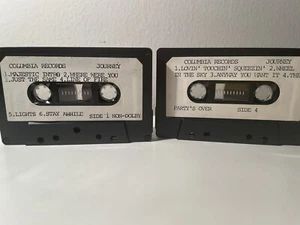 COLUMBIA RECORDS JOURNEY
1.MAJESTIC INTRO 2.WHERE WERE YOU
3.JUST THE SAME 4.LINE OF FIRE
5.LIGHTS 6.STAY AWHILE SIDE 1 NON-DOLBY
COLUMBIA RECORDS JOURNEY
1.LOVIN' TOUCHIN' SQUEEZIN' 2.WHEEL
IN THE SKY 3.ANYWAY YOU WANT IT 4.THE
PARTY'S OVER SIDE 4